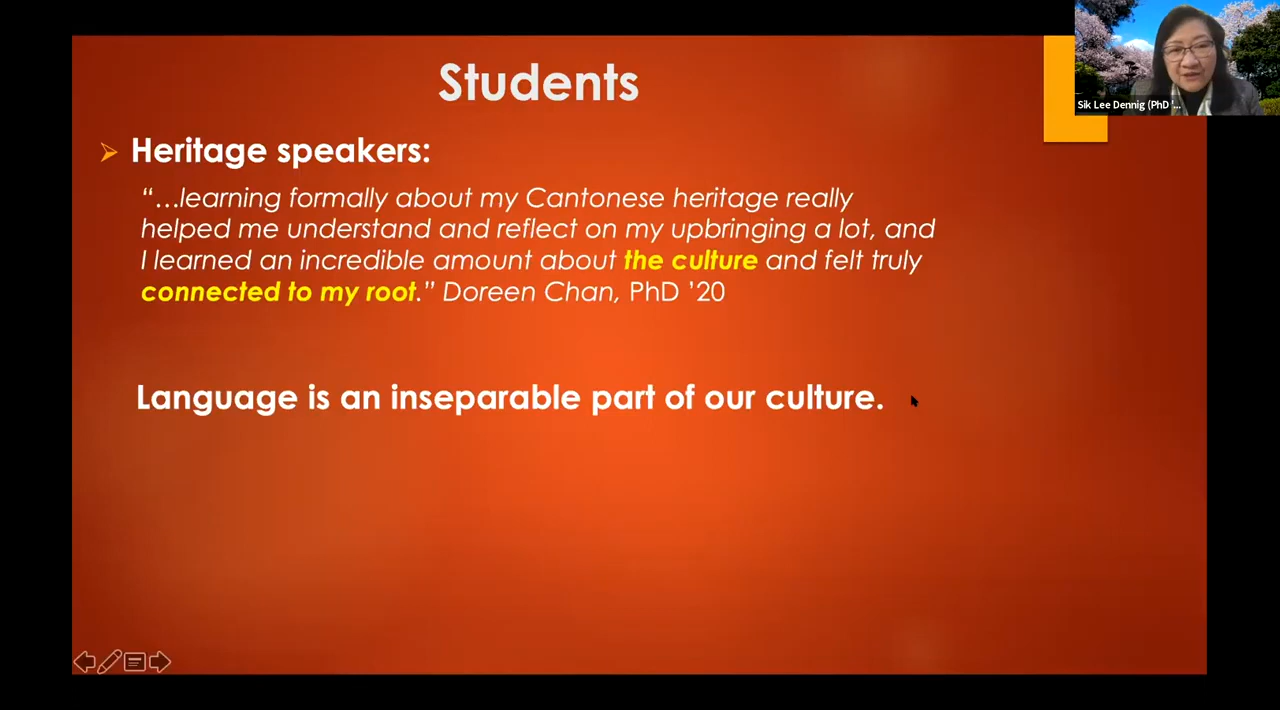 Students
Heritage speakers:
“…learning formally about my Cantonese heritage really
helped me understand and reflect on my upbringing a lot, and
I learned an incredible amount about the culture and felt truly
connected to my root.” Doreen Chan, PhD ’20
Language is an inseparable part of our culture.
Sik Lee Dennig (PhD '...